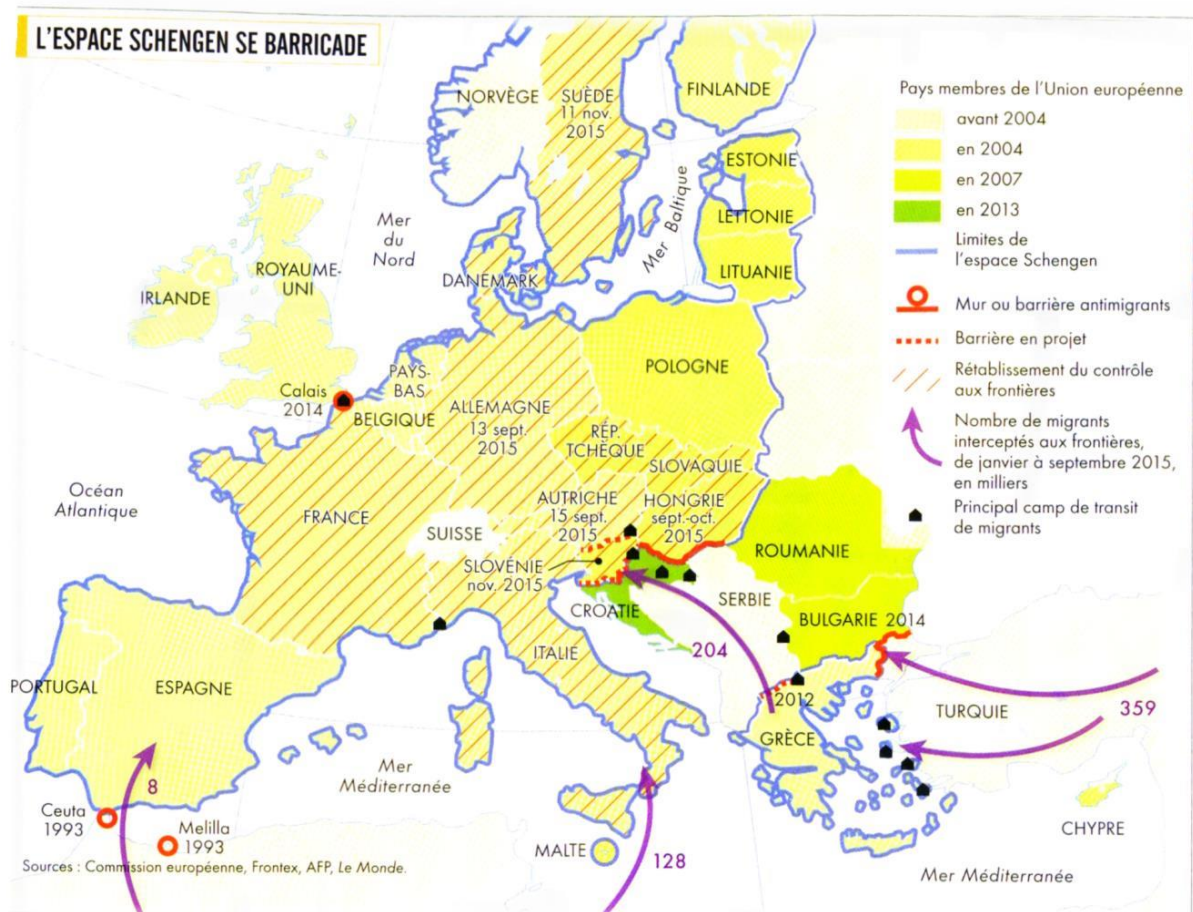 L'ESPACE SCHENGEN SE BARRICADE
Pays membres de l'Union européenne
avant 2004
en 2004
en 2007
en 2013
Limites de
l'espace Schengen
Mur ou barrière antimigrants
Barrière en projet
Rétablissement du contrôle
aux frontières
Nombre de migrants
interceptés aux frontières,
de janvier à septembre 2015,
en milliers
Principal camp de transit
de migrants
NORVÈGE
SUÈDE
11 nov.
2015
FINLANDE
ESTONIE
LETTONIE
LITUANIE
Mer Baltique
Mer
du
Nord
DANEMARK
ROYAUME-
UNI
IRLANDE
PAYS-
BAS
Calais
2014
BELGIQUE
ALLEMAGNE
13 sept.
2015
POLOGNE
RÉP.
TCHÈQUE
SLOVAQUIE
Océan
Atlantique
FRANCE
SUISSE
AUTRICHE
15 sept.
2015
HONGRIE
sept.-oct.
2015
SLOVÉNIE
nov. 2015
ROUMANIE
CROATIE
SERBIE
BULGARIE 2014
204
ITALIE
PORTUGAL
ESPAGNE
2012
GRÈCE
TURQUIE
359
Mer
Méditerranée
8
Ceuta
1993
Melilla
1993
MALTE
128
CHYPRE
Mer Méditerranée
Sources : Commission européenne, Frontex, AFP, Le Monde.